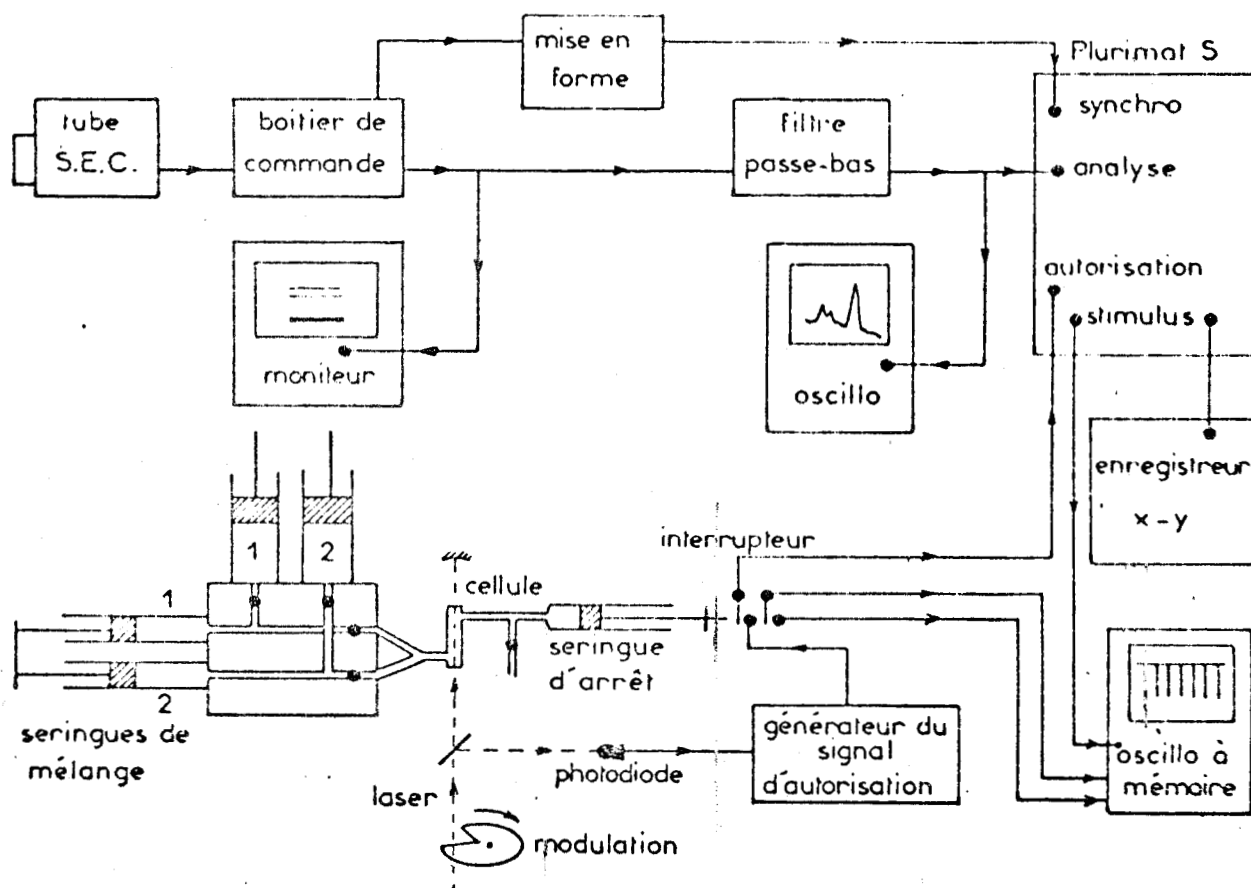 mise en
forme
Plurimat S
tube
S.E.C.
boîtier de
commande
filtre
passe-bas
synchro
analyse
moniteur
oscillo
autorisation
stimulus
enregistreur
x-y
1
2
1
2
seringues de
mélange
cellule
seringue
d'arrêt
interrupteur
laser
photodiode
générateur du
signal
d'autorisation
oscillo à
mémoire
modulation